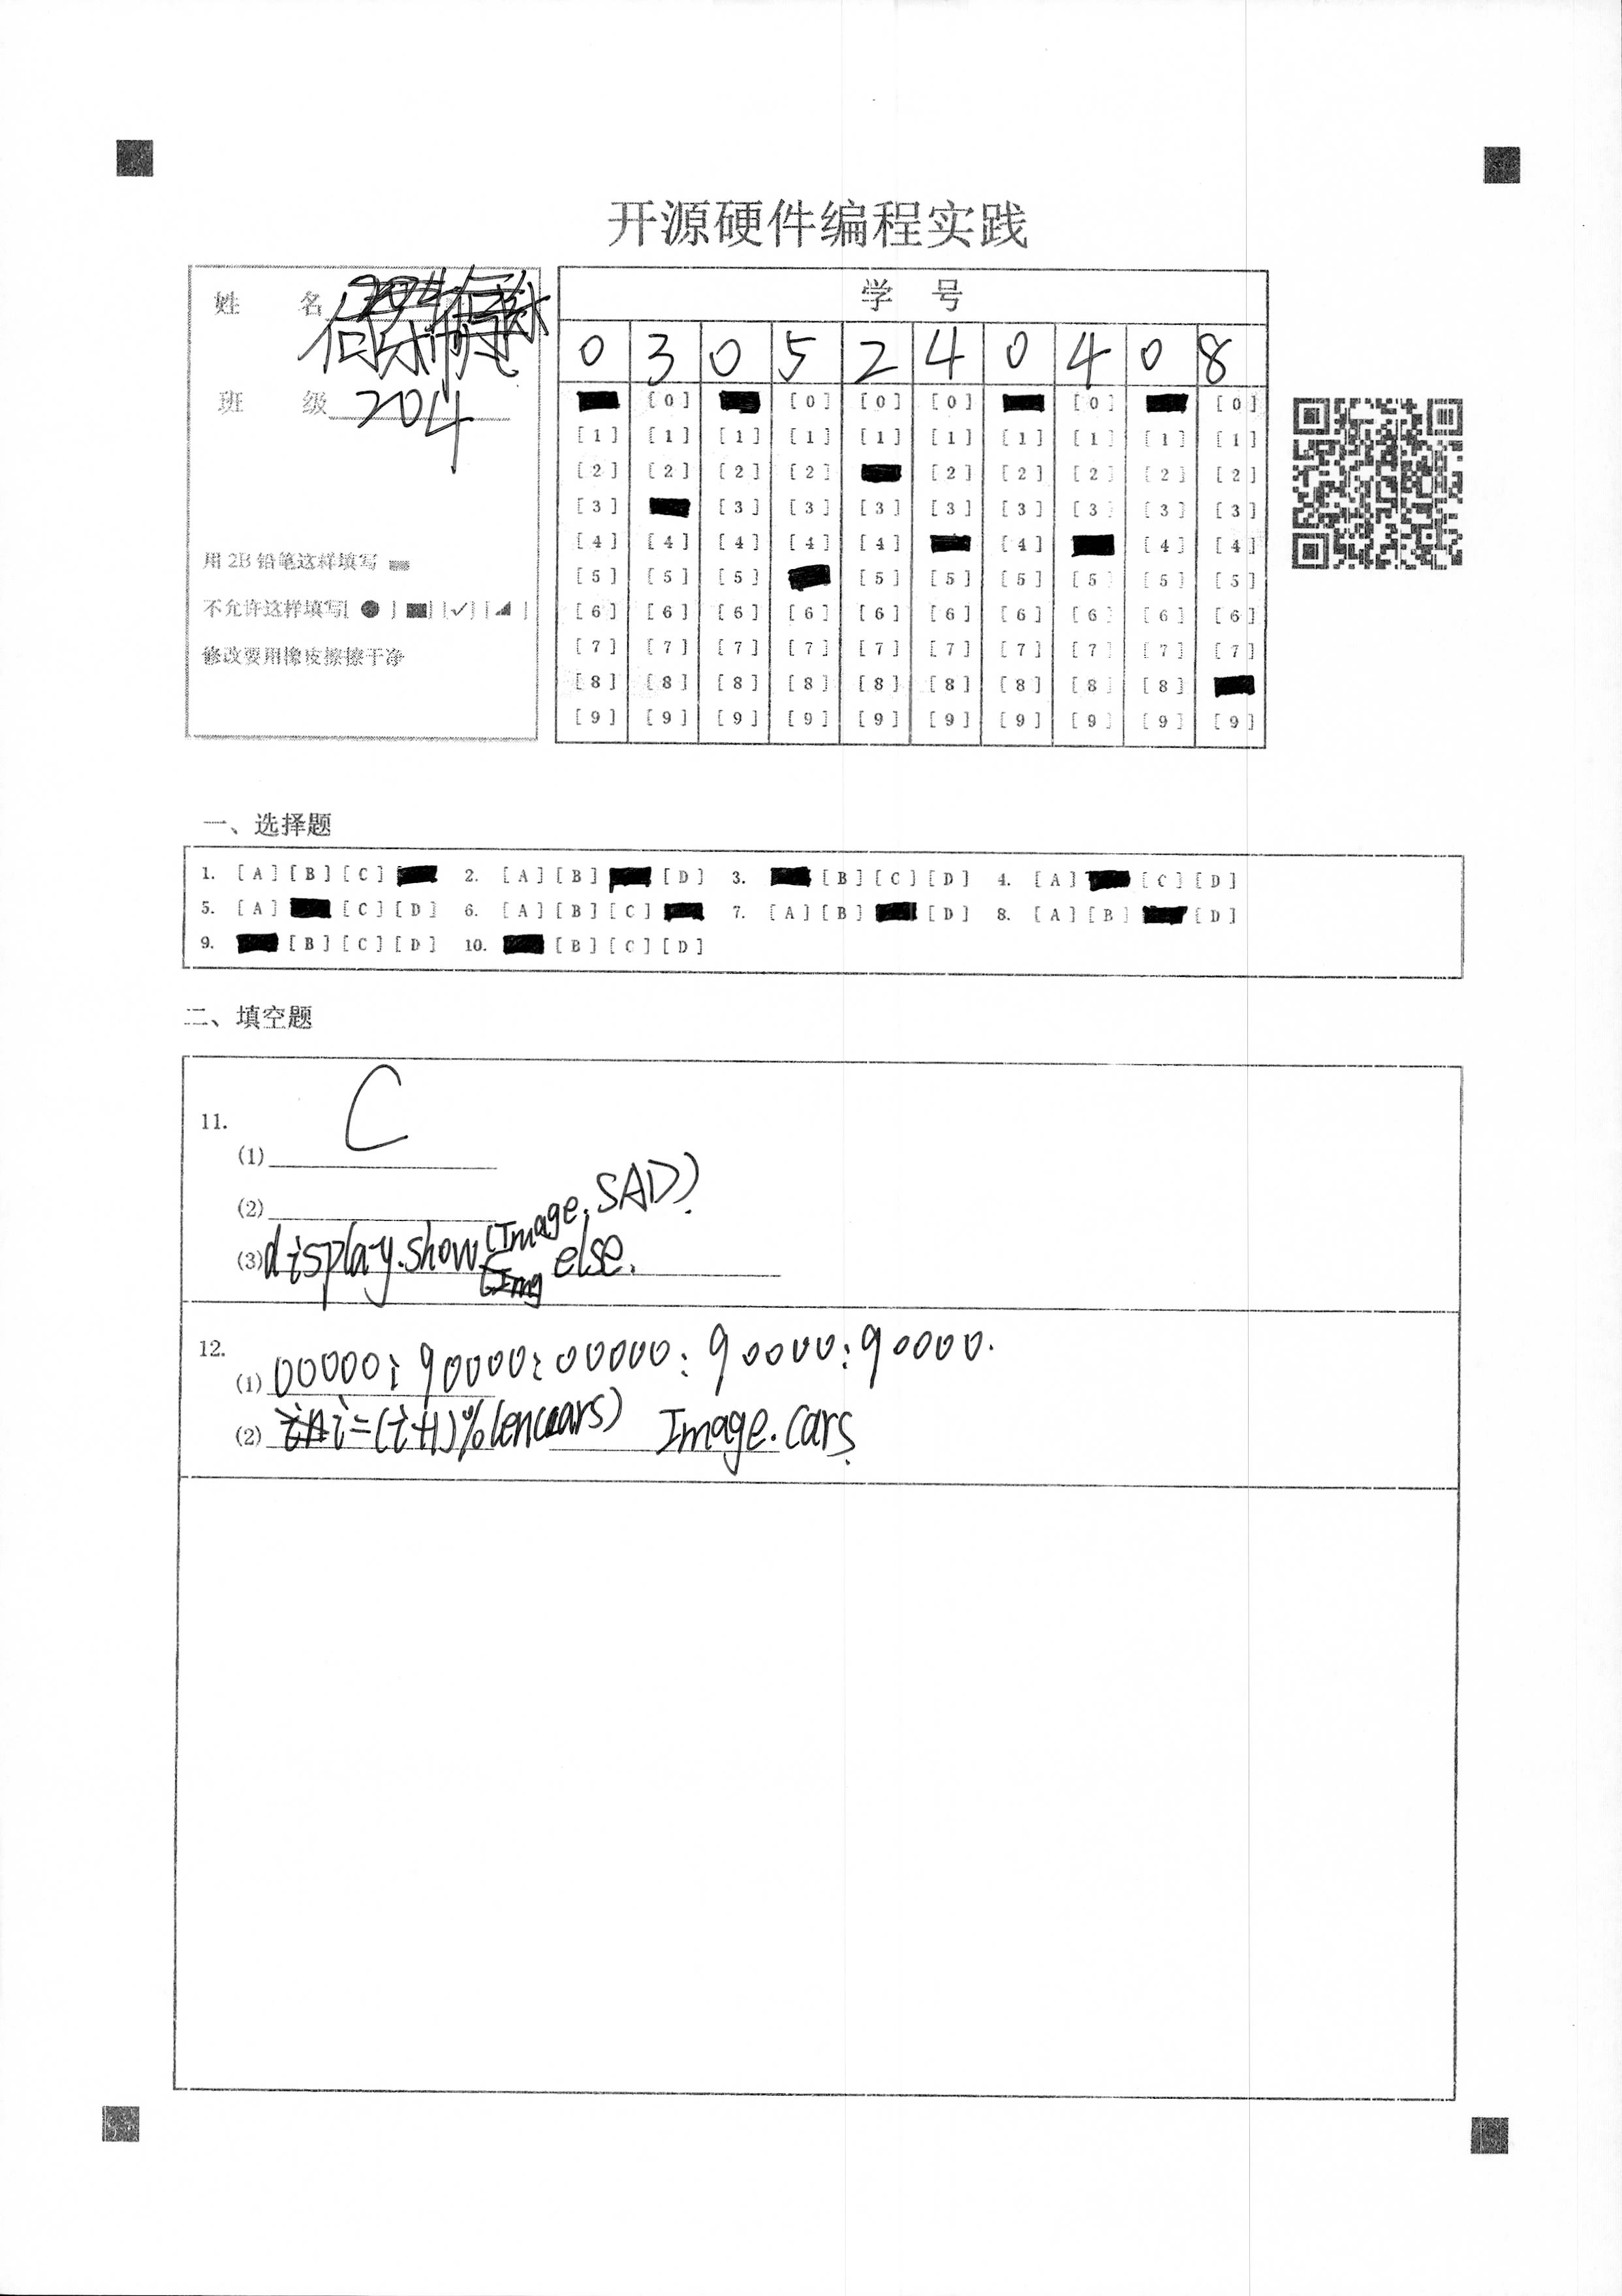 开源硬件编程实践
姓 名
班 级 204
用 2B 铅笔这样填写
不允许这样填写[ ● ] [✓] [ ]
修改要用橡皮擦擦干净
学 号
0 3 0 5 2 4 0 4 0 8
[0] [0] [0] [0] [0] [0]
[1] [1] [1] [1] [1] [1] [1] [1] [1] [1]
[2] [2] [2] [2] [2] [2] [2] [2] [2]
[3] [3] [3] [3] [3] [3] [3] [3] [3]
[4] [4] [4] [4] [4] [4] [4] [4]
[5] [5] [5] [5] [5] [5] [5] [5] [5]
[6] [6] [6] [6] [6] [6] [6] [6] [6] [6]
[7] [7] [7] [7] [7] [7] [7] [7] [7] [7]
[8] [8] [8] [8] [8] [8] [8] [8] [8]
[9] [9] [9] [9] [9] [9] [9] [9] [9] [9]
一、选择题
1. [A] [B] [C] 2. [A] [B] [D] 3. [B] [C] [D] 4. [A] [C] [D]
5. [A] [C] [D] 6. [A] [B] [C] 7. [A] [B] [D] 8. [A] [B] [D]
9. [B] [C] [D] 10. [B] [C] [D]
二、填空题
11.
(1) C
(2)
(3) display.show(Image.SAD) else.
12.
(1) 00000:90000:00000:90000:90000.
(2) i=(i+1)%len(cars) Image.cars